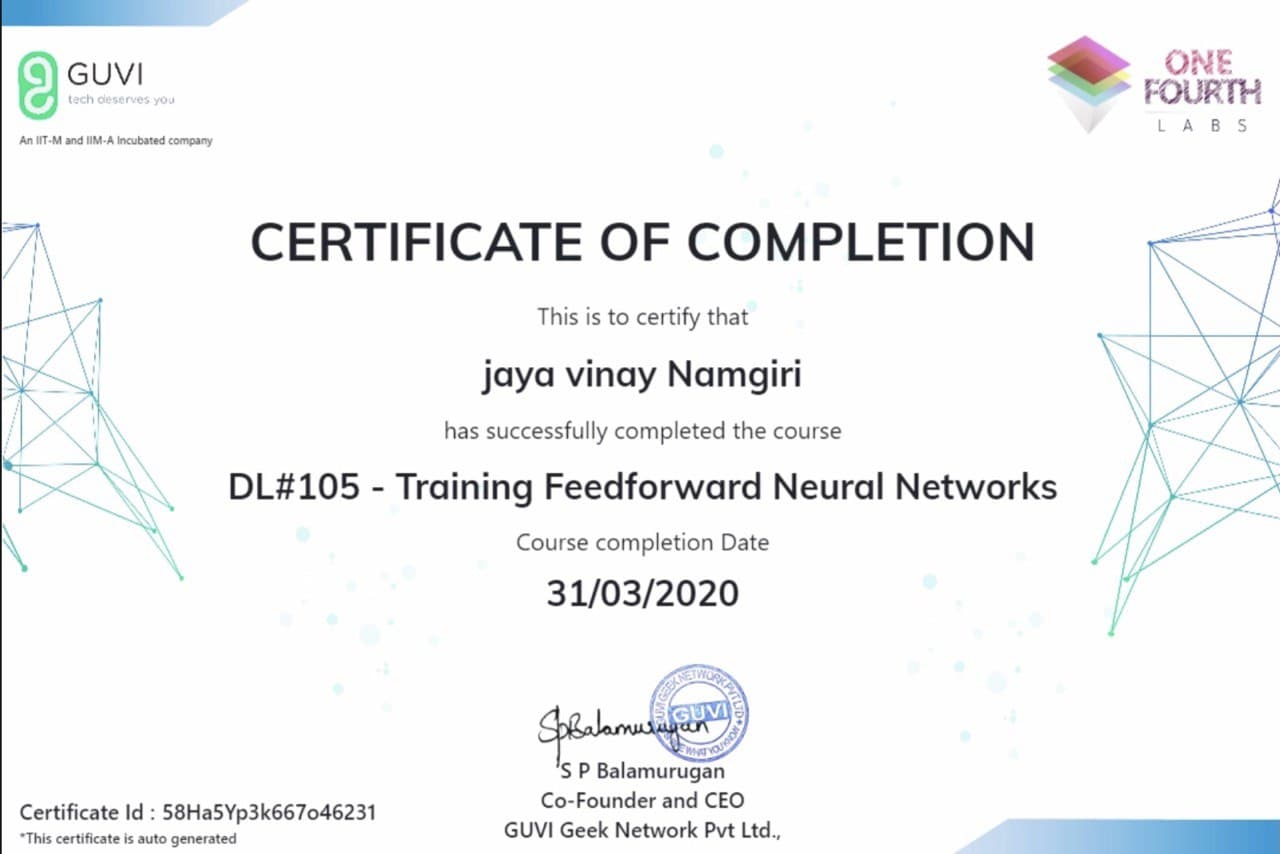 GUVI
tech deserves you
An IIT-M and IIM-A Incubated company
ONE
FOURTH
LABS
CERTIFICATE OF COMPLETION
This is to certify that
jaya vinay Namgiri
has successfully completed the course
DL#105 - Training Feedforward Neural Networks
Course completion Date
31/03/2020
SpBalamurugan
GUVI GEEK NETWORK PVT LTD
GUVI
WHAT YOU KNOW
S P Balamurugan
Co-Founder and CEO
GUVI Geek Network Pvt Ltd.,
Certificate Id : 58Ha5Yp3k667o46231
*This certificate is auto generated